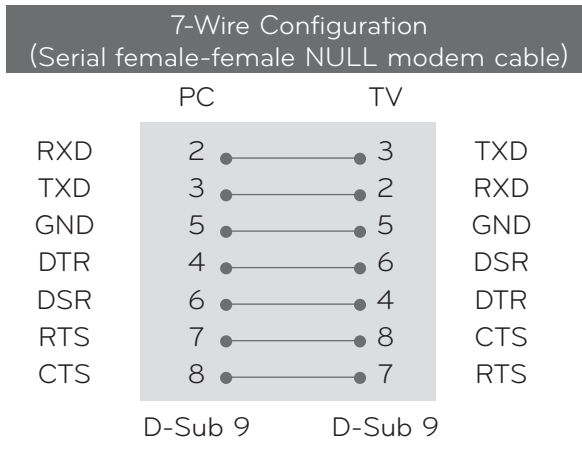 7-Wire Configuration
(Serial female-female NULL modem cable)
PC TV
RXD 2 3 TXD
TXD 3 2 RXD
GND 5 5 GND
DTR 4 6 DSR
DSR 6 4 DTR
RTS 7 8 CTS
CTS 8 7 RTS
D-Sub 9 D-Sub 9